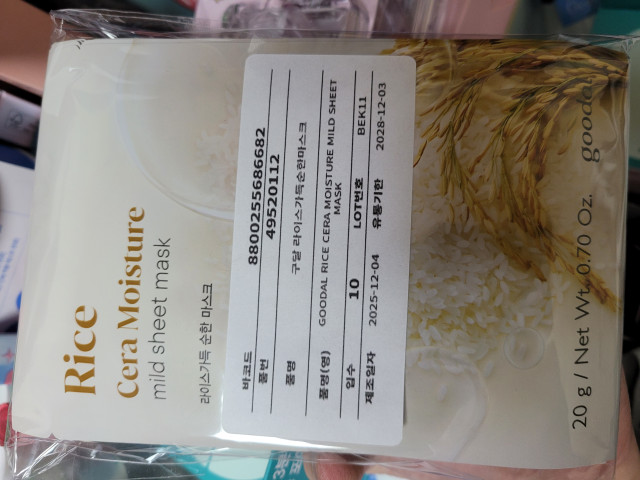 Rice
Cera Moisture
mild sheet mask
라이스가득 순한 마스크
바코드 8800255686682
품번 49520112
품명 구달 라이스가득순한마스크
품명(영) GOODAL RICE CERA MOISTURE MILD SHEET MASK
입수 10 LOT번호 BEK11
제조일자 2025-12-04 유통기한 2028-12-03
20 g / Net Wt. 0.70 Oz. goodal